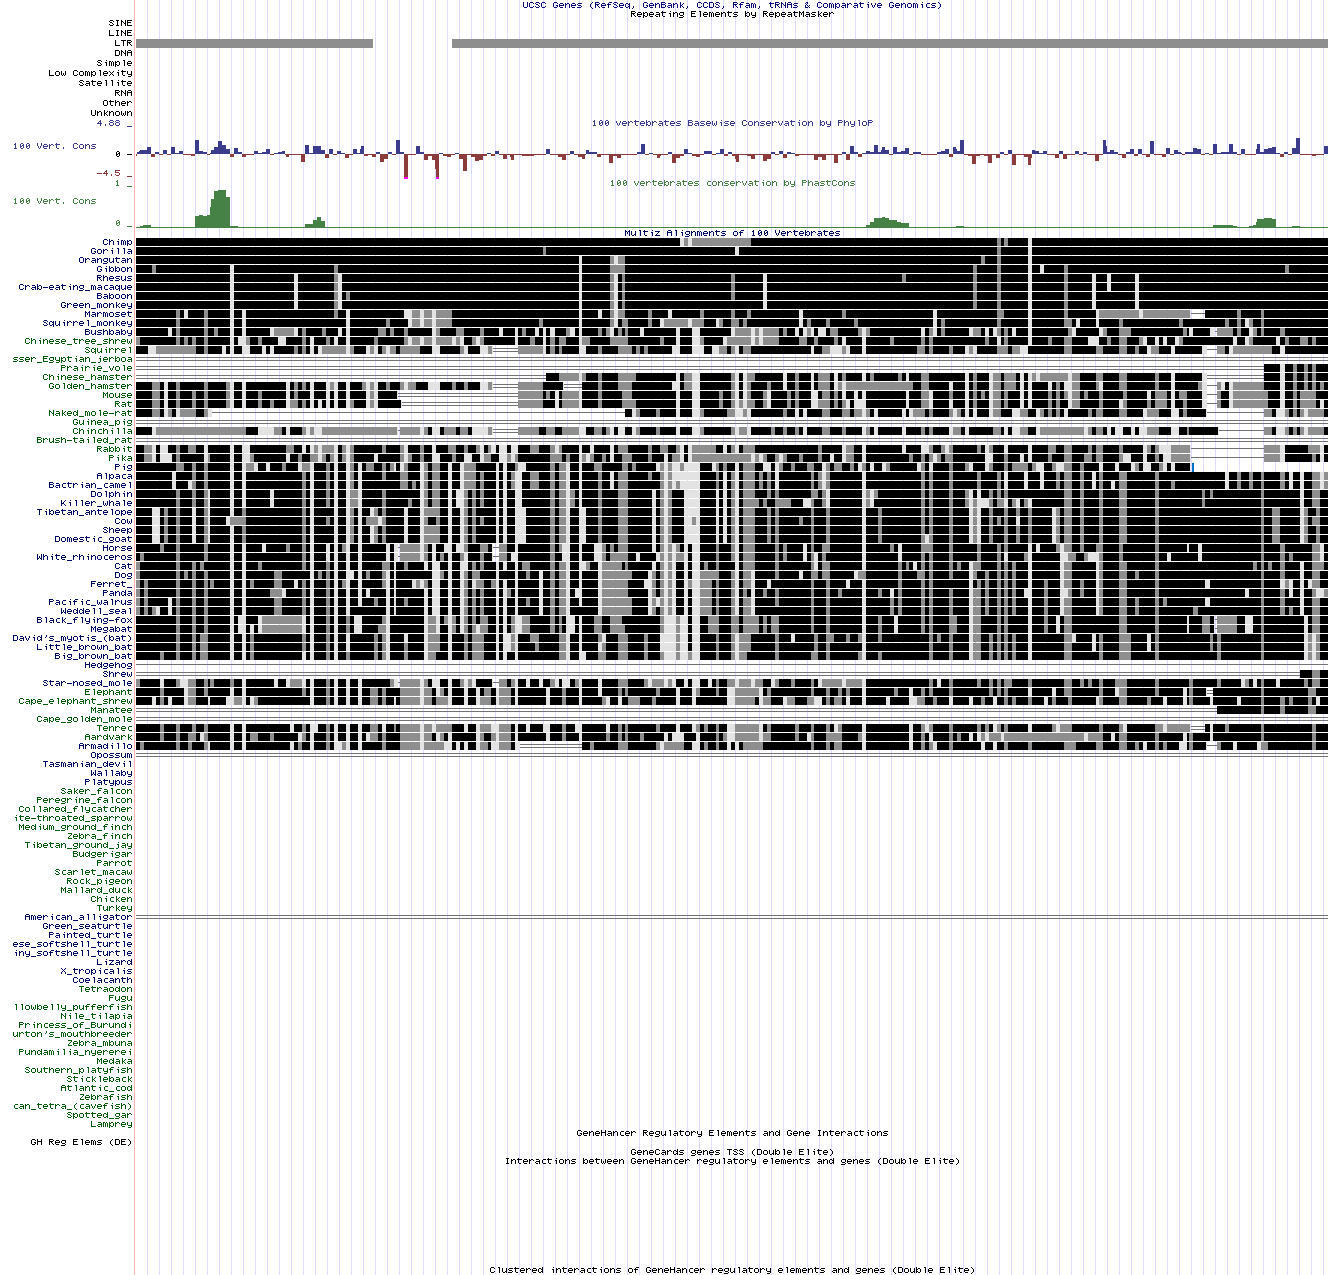 UCSC Genes (RefSeq, GenBank, CCDS, Rfam, tRNAs & Comparative Genomics)
Repeating Elements by RepeatMasker
SINE
LINE
LTR
DNA
Simple
Low Complexity
Satellite
RNA
Other
Unknown
4.88 _
100 vertebrates Basewise Conservation by PhyloP
100 Vert. Cons
0 _
-4.5 _
1 _
100 vertebrates conservation by PhastCons
100 Vert. Cons
0 _
Multiz Alignments of 100 Vertebrates
Chimp
Gorilla
Orangutan
Gibbon
Rhesus
Crab-eating_macaque
Baboon
Green_monkey
Marmoset
Squirrel_monkey
Bushbaby
Chinese_tree_shrew
Squirrel
sser_Egyptian_jerboa
Prairie_vole
Chinese_hamster
Golden_hamster
Mouse
Rat
Naked_mole-rat
Guinea_pig
Chinchilla
Brush-tailed_rat
Rabbit
Pika
Pig
Alpaca
Bactrian_camel
Dolphin
Killer_whale
Tibetan_antelope
Cow
Sheep
Domestic_goat
Horse
White_rhinoceros
Cat
Dog
Ferret_
Panda
Pacific_walrus
Weddell_seal
Black_flying-fox
Megabat
David's_myotis_(bat)
Little_brown_bat
Big_brown_bat
Hedgehog
Shrew
Star-nosed_mole
Elephant
Cape_elephant_shrew
Manatee
Cape_golden_mole
Tenrec
Aardvark
Armadillo
Opossum
Tasmanian_devil
Wallaby
Platypus
Saker_falcon
Peregrine_falcon
Collared_flycatcher
ite-throated_sparrow
Medium_ground_finch
Zebra_finch
Tibetan_ground_jay
Budgerigar
Parrot
Scarlet_macaw
Rock_pigeon
Mallard_duck
Chicken
Turkey
American_alligator
Green_seaturtle
Painted_turtle
ese_softshell_turtle
iny_softshell_turtle
Lizard
X_tropicalis
Coelacanth
Tetraodon
Fugu
llowbelly_pufferfish
Nile_tilapia
Princess_of_Burundi
urton's_mouthbreeder
Zebra_mbuna
Pundamilia_nyererei
Medaka
Southern_platyfish
Stickleback
Atlantic_cod
Zebrafish
can_tetra_(cavefish)
Spotted_gar
Lamprey
GeneHancer Regulatory Elements and Gene Interactions
GH Reg Elems (DE)
GeneCards genes TSS (Double Elite)
Interactions between GeneHancer regulatory elements and genes (Double Elite)
Clustered interactions of GeneHancer regulatory elements and genes (Double Elite)